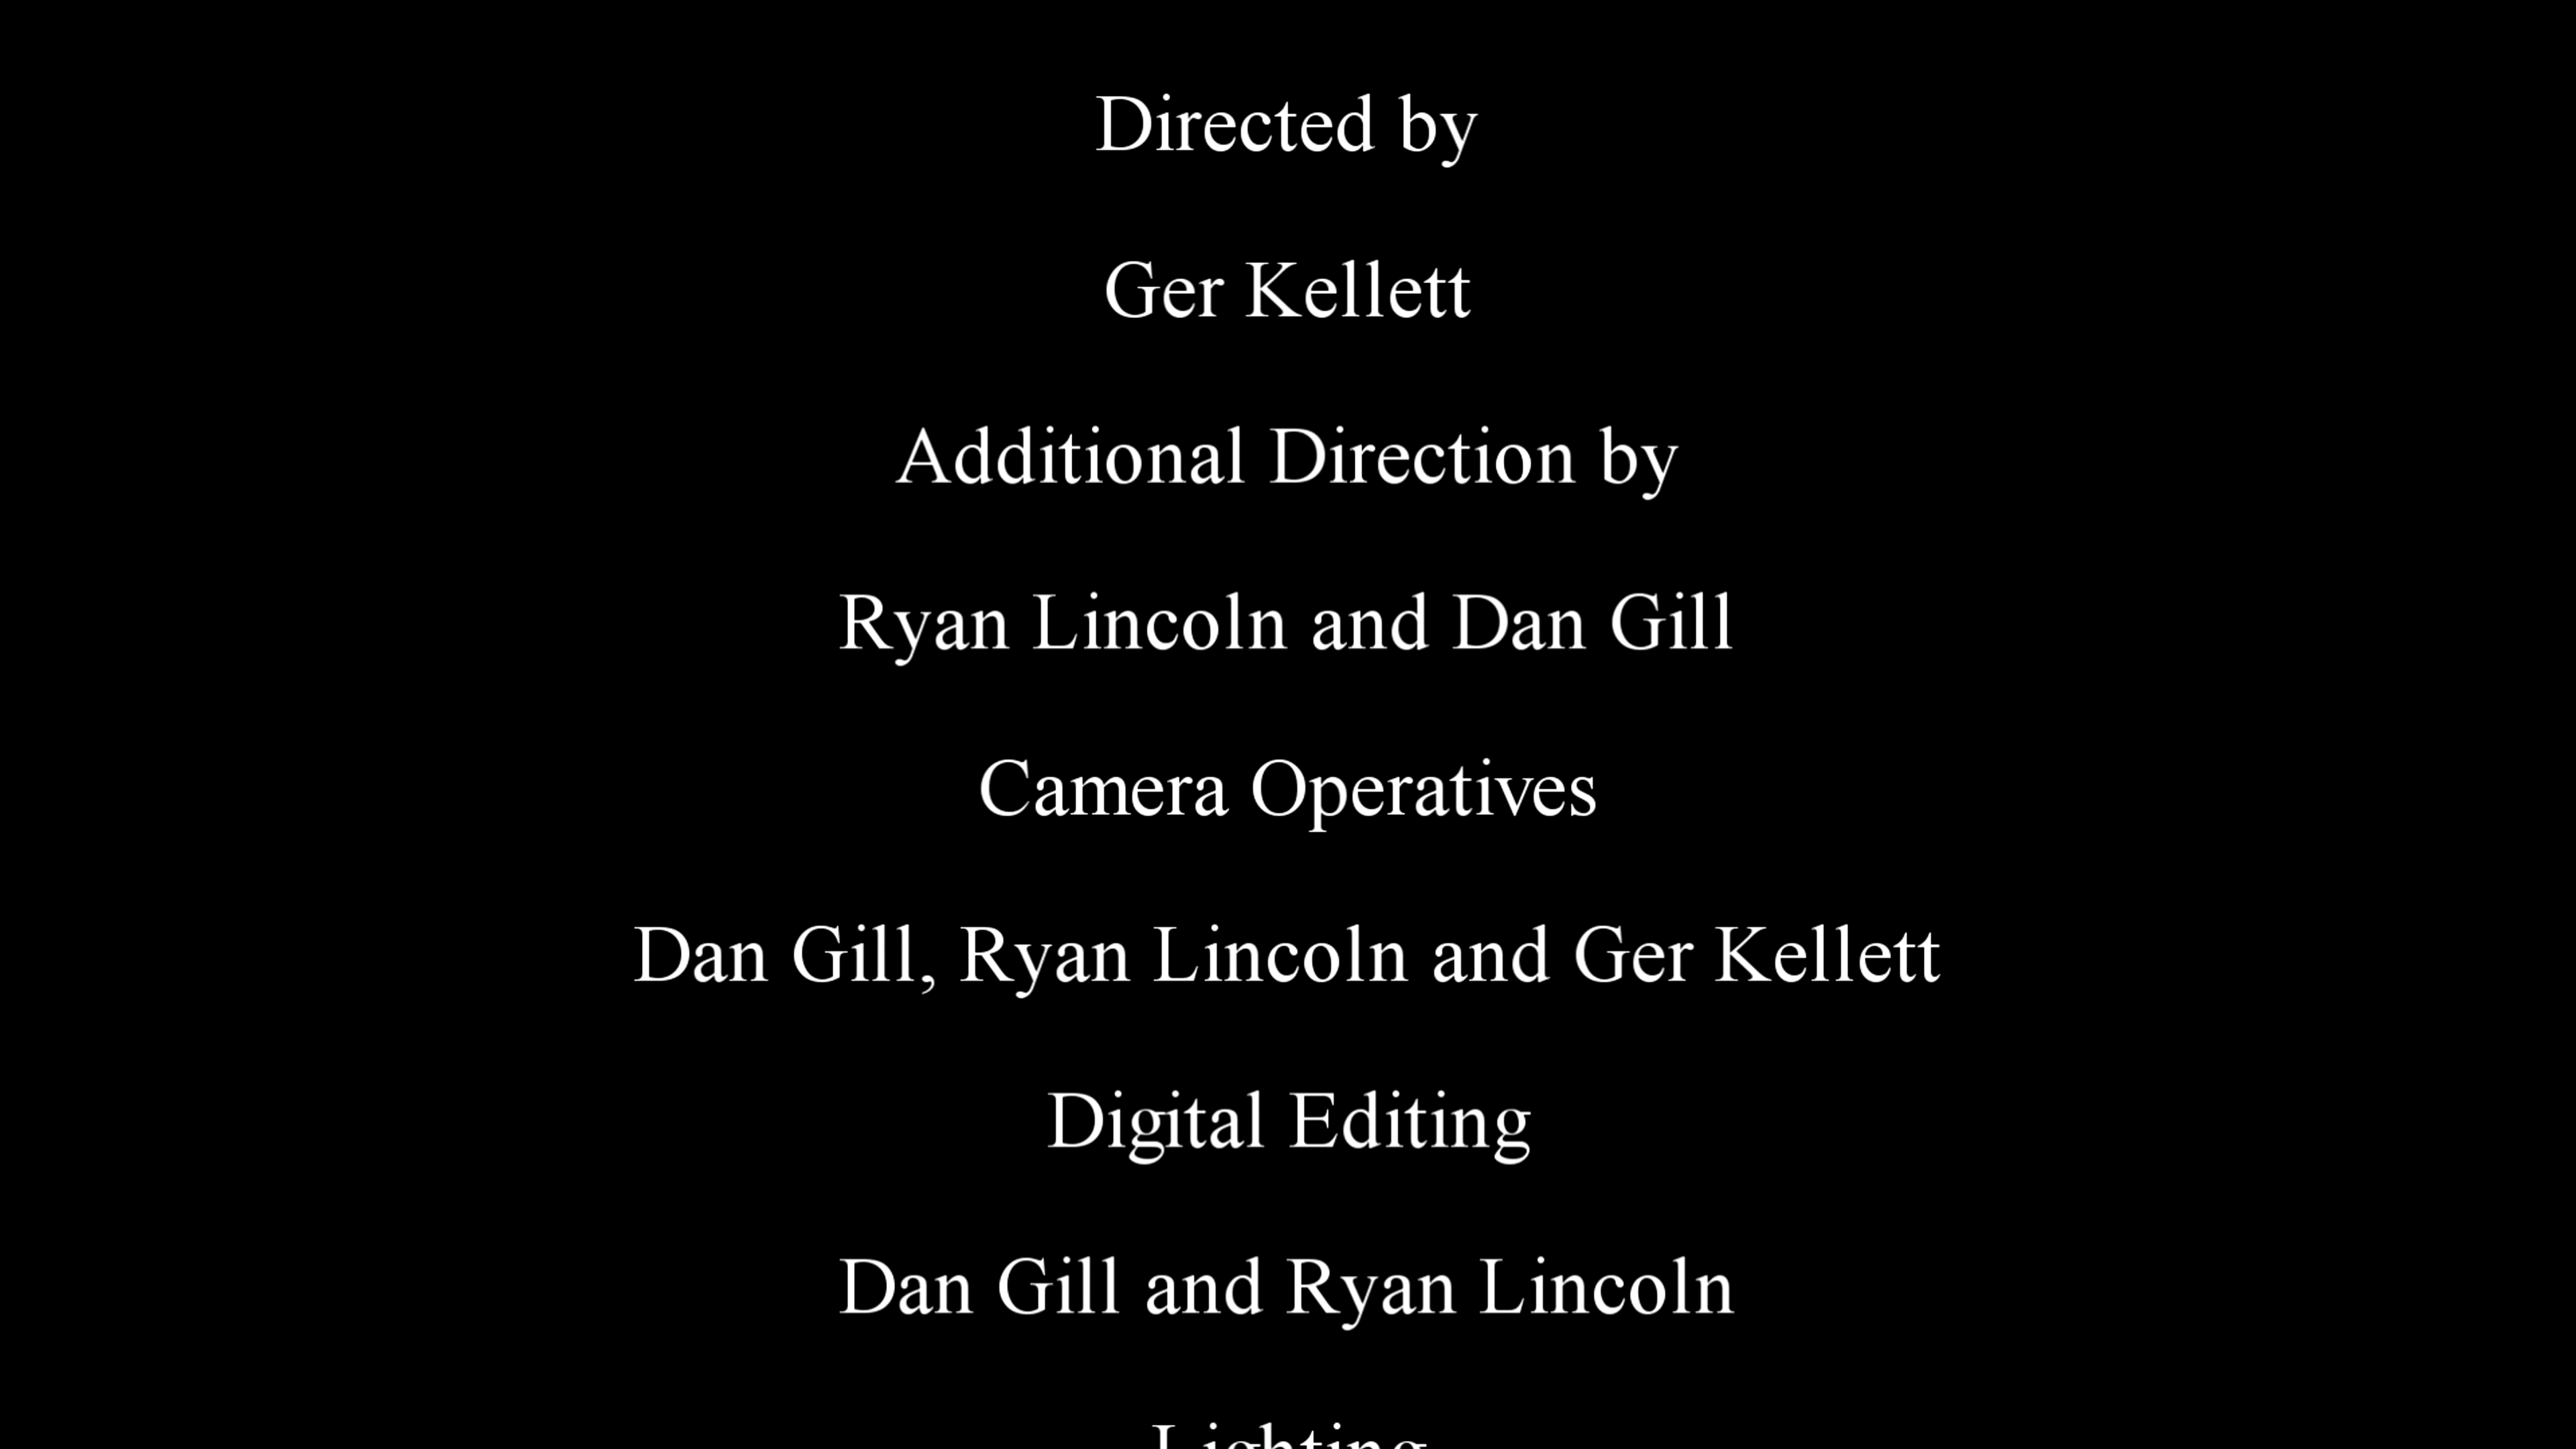 Directed by
Ger Kellett
Additional Direction by
Ryan Lincoln and Dan Gill
Camera Operatives
Dan Gill, Ryan Lincoln and Ger Kellett
Digital Editing
Dan Gill and Ryan Lincoln
Lighting